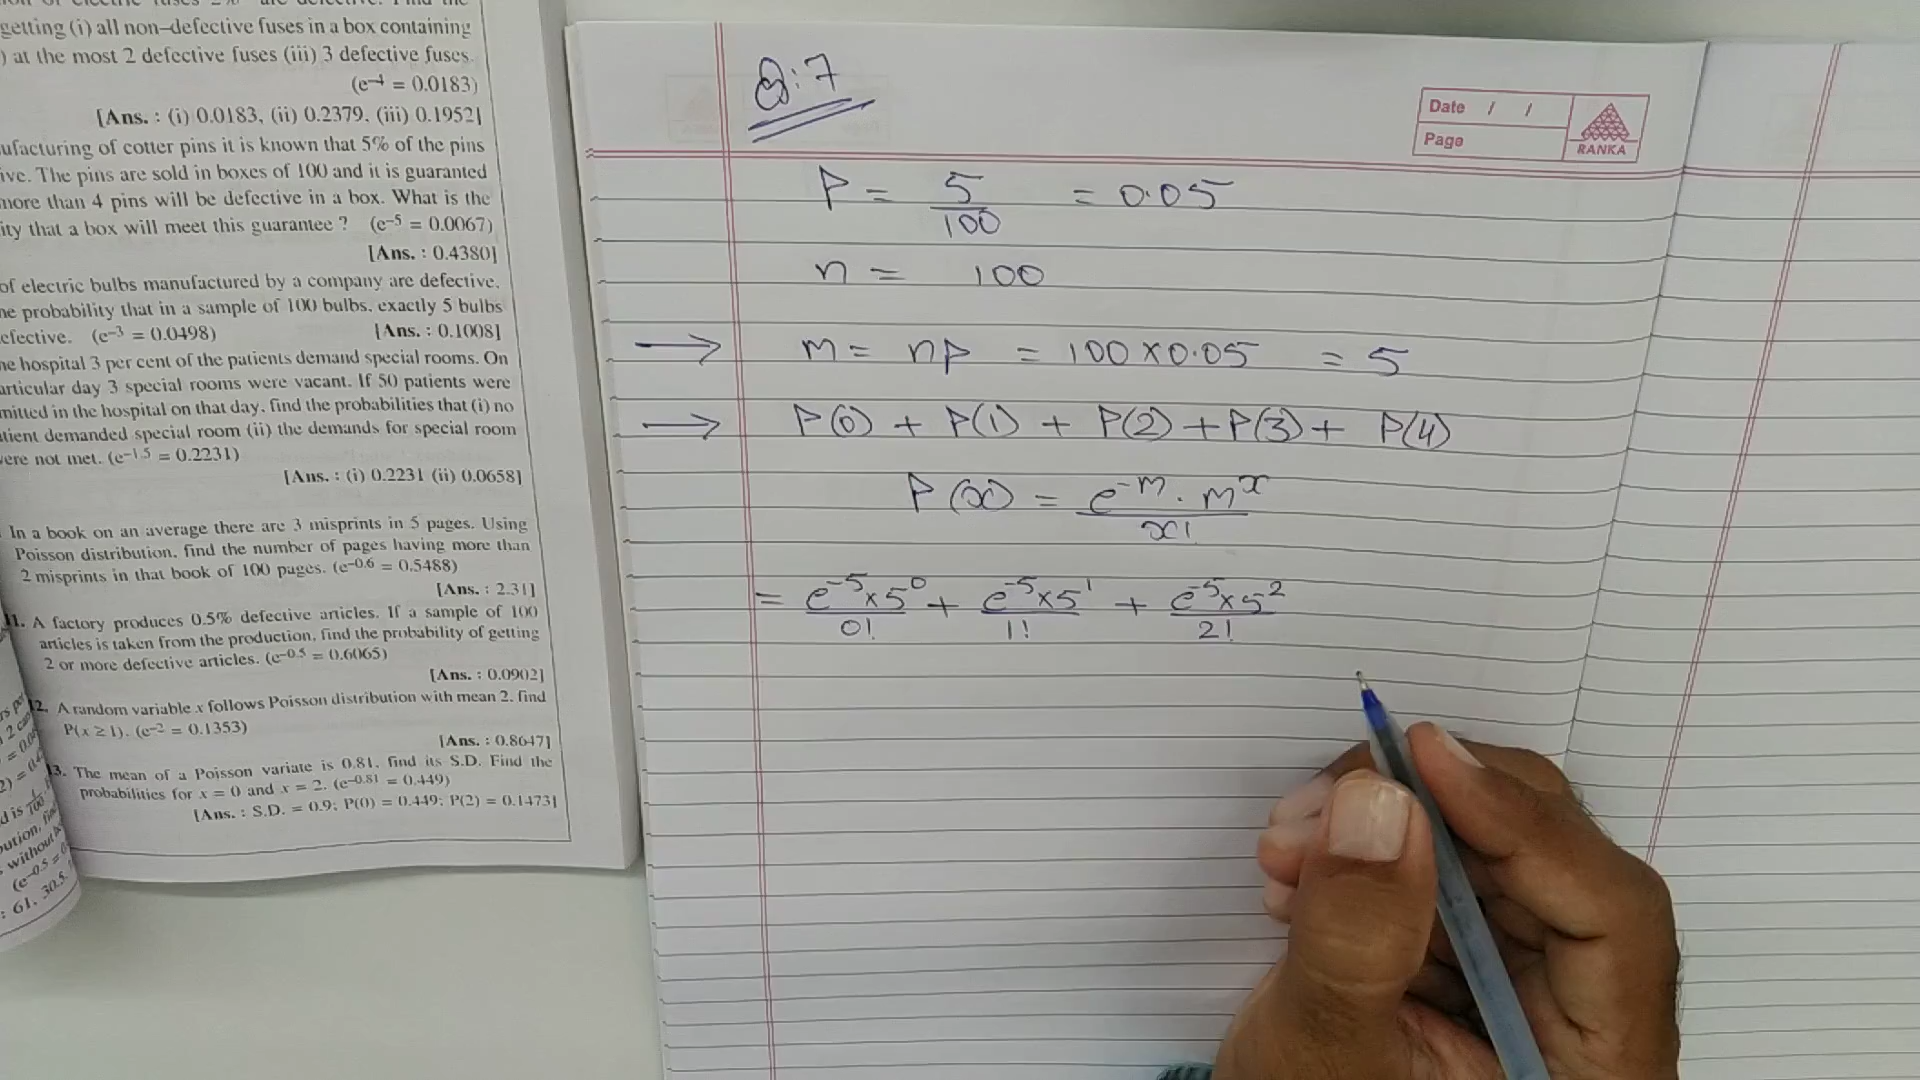 getting (i) all non-defective fuses in a box containing
) at the most 2 defective fuses (iii) 3 defective fuses.
(e⁻⁴ = 0.0183)
[Ans. : (i) 0.0183, (ii) 0.2379, (iii) 0.1952]
ufacturing of cotter pins it is known that 5% of the pins
ive. The pins are sold in boxes of 100 and it is guaranted
more than 4 pins will be defective in a box. What is the
ity that a box will meet this guarantee ? (e⁻⁵ = 0.0067)
[Ans. : 0.4380]
of electric bulbs manufactured by a company are defective,
he probability that in a sample of 100 bulbs, exactly 5 bulbs
efective. (e⁻³ = 0.0498) [Ans. : 0.1008]
ne hospital 3 per cent of the patients demand special rooms. On
articular day 3 special rooms were vacant. If 50 patients were
mitted in the hospital on that day, find the probabilities that (i) no
atient demanded special room (ii) the demands for special room
were not met. (e⁻¹·⁵ = 0.2231)
[Ans. : (i) 0.2231 (ii) 0.0658]
In a book on an average there are 3 misprints in 5 pages. Using
Poisson distribution, find the number of pages having more than
2 misprints in that book of 100 pages. (e⁻⁰·⁶ = 0.5488)
[Ans. : 2.31]
11. A factory produces 0.5% defective articles. If a sample of 100
articles is taken from the production, find the probability of getting
2 or more defective articles. (e⁻⁰·⁵ = 0.6065)
[Ans. : 0.0902]
12. A random variable x follows Poisson distribution with mean 2, find
P(x ≥ 1). (e⁻² = 0.1353)
[Ans. : 0.8647]
13. The mean of a Poisson variate is 0.81, find its S.D. Find the
probabilities for x = 0 and x = 2. (e⁻⁰·⁸¹ = 0.449)
[Ans. : S.D. = 0.9; P(0) = 0.449; P(2) = 0.1473]
Q:7
Date / /
Page
RANKA
P = 5/100 = 0.05
n = 100
→ m = np = 100 × 0.05 = 5
→ P(0) + P(1) + P(2) + P(3) + P(4)
P(x) = e⁻ᵐ · mˣ / x!
= e⁻⁵×5⁰/0! + e⁻⁵×5¹/1! + e⁻⁵×5²/2!